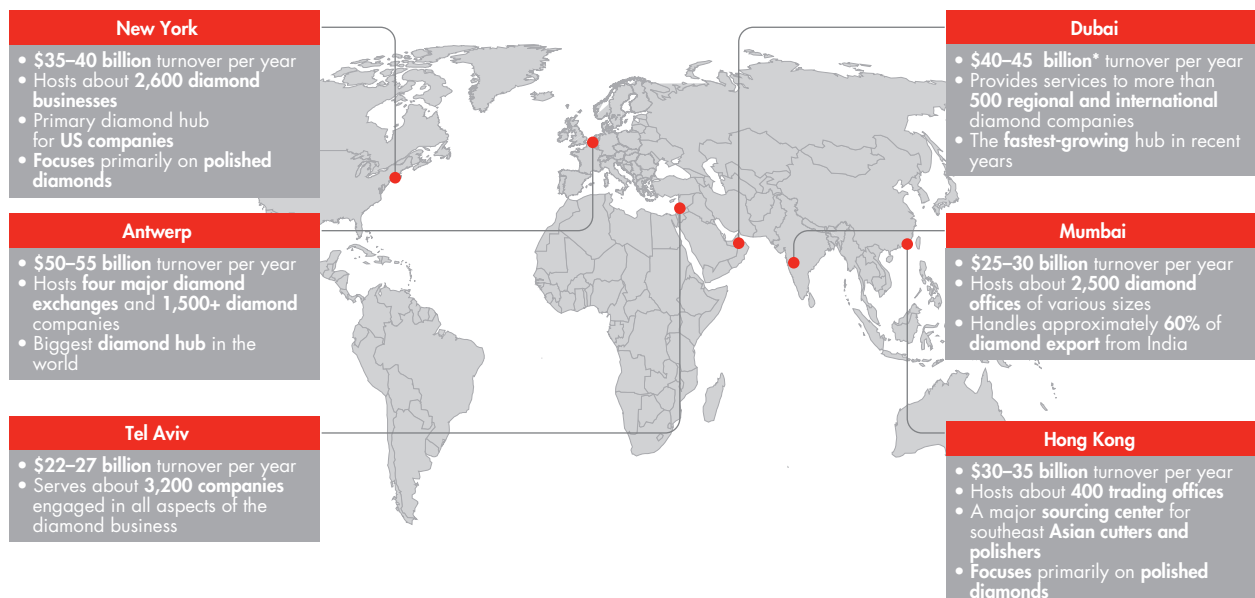 New York
• $35–40 billion turnover per year
• Hosts about 2,600 diamond
businesses
• Primary diamond hub
for US companies
• Focuses primarily on polished
diamonds
Antwerp
• $50–55 billion turnover per year
• Hosts four major diamond
exchanges and 1,500+ diamond
companies
• Biggest diamond hub in the
world
Tel Aviv
• $22–27 billion turnover per year
• Serves about 3,200 companies
engaged in all aspects of the
diamond business
Dubai
• $40–45 billion* turnover per year
• Provides services to more than
500 regional and international
diamond companies
• The fastest-growing hub in recent
years
Mumbai
• $25–30 billion turnover per year
• Hosts about 2,500 diamond
offices of various sizes
• Handles approximately 60% of
diamond export from India
Hong Kong
• $30–35 billion turnover per year
• Hosts about 400 trading offices
• A major sourcing center for
southeast Asian cutters and
polishers
• Focuses primarily on polished
diamonds